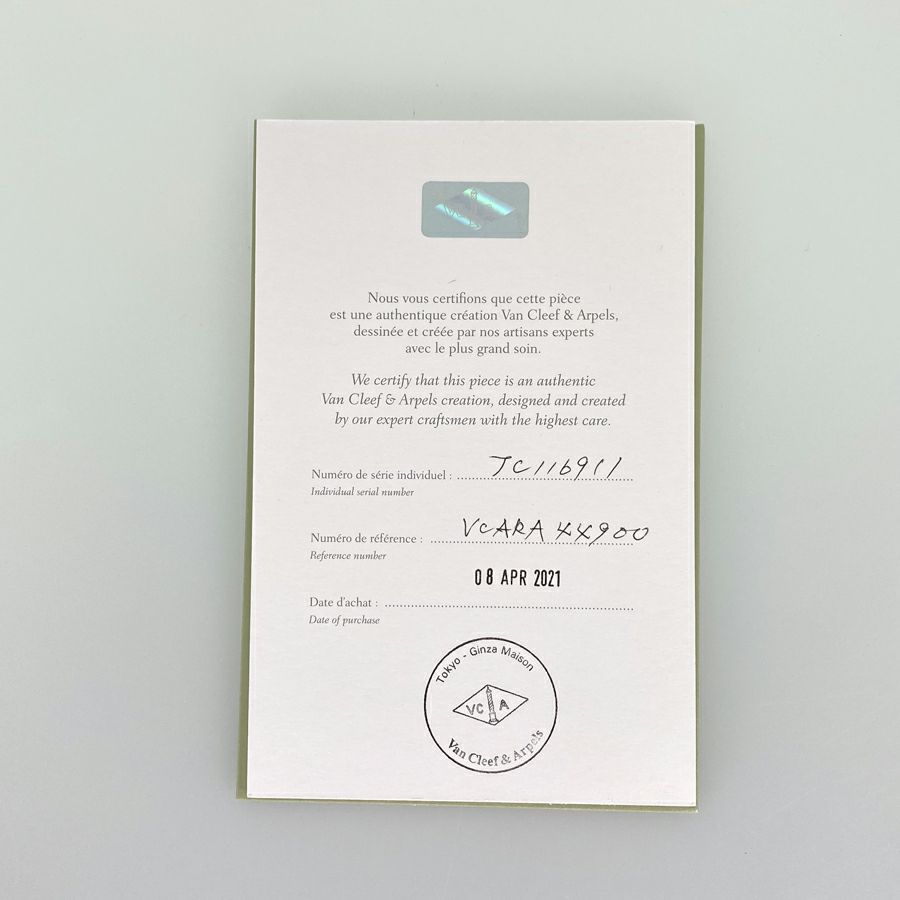 Nous vous certifions que cette pièce
est une authentique création Van Cleef & Arpels,
dessinée et créée par nos artisans experts
avec le plus grand soin.
We certify that this piece is an authentic
Van Cleef & Arpels creation, designed and created
by our expert craftsmen with the highest care.
Numéro de série individuel : JC116911
Individual serial number
Numéro de référence : VCARA 44900
Reference number
08 APR 2021
Date d'achat :
Date of purchase
Tokyo - Ginza Maison
VC A
Van Cleef & Arpels